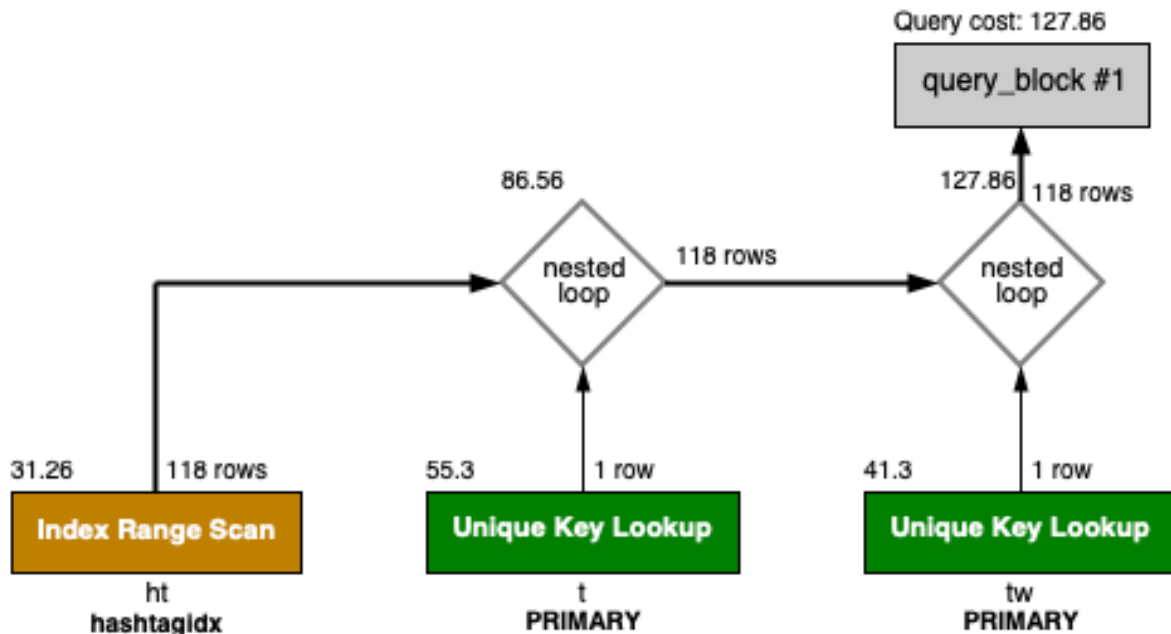 Query cost: 127.86
query_block #1
86.56
127.86
118 rows
nested
loop
118 rows
nested
loop
31.26
118 rows
55.3
1 row
41.3
1 row
Index Range Scan
Unique Key Lookup
Unique Key Lookup
ht
t
tw
hashtagidx
PRIMARY
PRIMARY